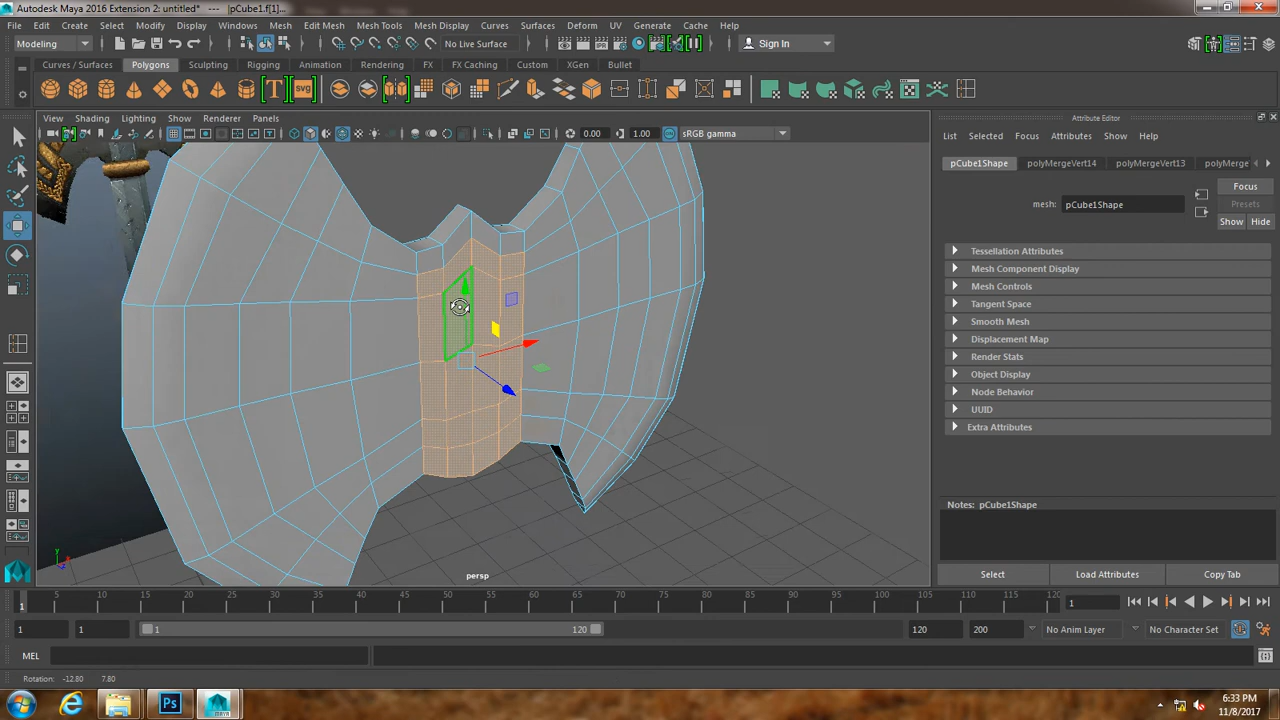 Autodesk Maya 2016 Extension 2: untitled* --- |pCube1.f[1]...
File Edit Create Select Modify Display Windows Mesh Edit Mesh Mesh Tools Mesh Display Curves Surfaces Deform UV Generate Cache Help
Modeling No Live Surface Sign In
Curves / Surfaces Polygons Sculpting Rigging Animation Rendering FX FX Caching Custom XGen Bullet
T svg
View Shading Lighting Show Renderer Panels
0.00 1.00 sRGB gamma
persp
Attribute Editor
List Selected Focus Attributes Show Help
pCube1Shape polyMergeVert14 polyMergeVert13 polyMerge
Focus
mesh: pCube1Shape Presets
Show Hide
Tessellation Attributes
Mesh Component Display
Mesh Controls
Tangent Space
Smooth Mesh
Displacement Map
Render Stats
Object Display
Node Behavior
UUID
Extra Attributes
Notes: pCube1Shape
Select Load Attributes Copy Tab
1 5 10 15 20 25 30 35 40 45 50 55 60 65 70 75 80 85 90 95 100 105 110 115 120 1
1 1 1 120 120 200 No Anim Layer No Character Set
MEL
Rotation: -12.80 7.80
Ps
6:33 PM
11/8/2017